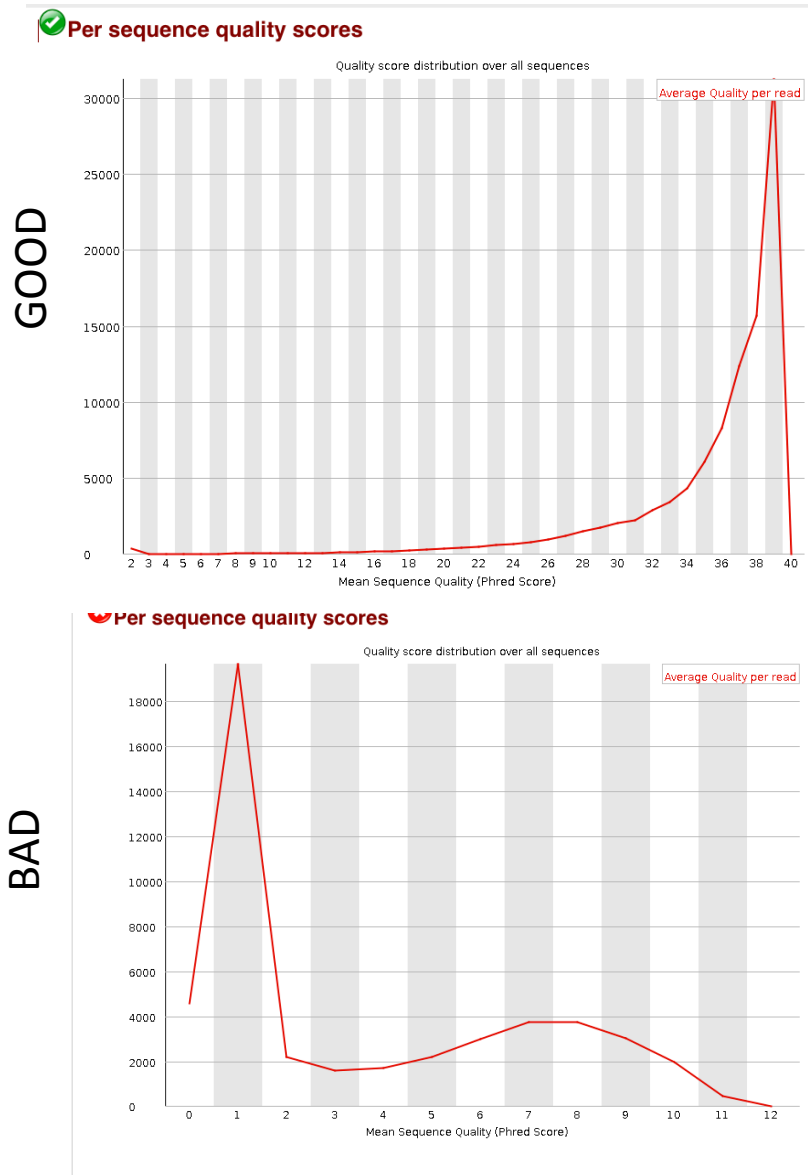 Per sequence quality scores
Quality score distribution over all sequences
Average Quality per read
30000
25000
20000
15000
10000
5000
0
2 3 4 5 6 7 8 9 10 12 14 16 18 20 22 24 26 28 30 32 34 36 38 40
Mean Sequence Quality (Phred Score)
GOOD
Per sequence quality scores
Quality score distribution over all sequences
Average Quality per read
18000
16000
14000
12000
10000
8000
6000
4000
2000
0
0 1 2 3 4 5 6 7 8 9 10 11 12
Mean Sequence Quality (Phred Score)
BAD